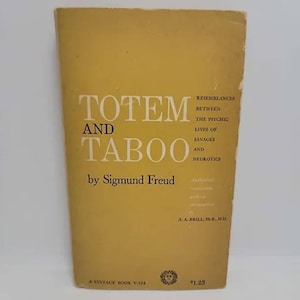 TOTEM
AND
TABOO
RESEMBLANCES
BETWEEN
THE PSYCHIC
LIVES OF
SAVAGES
AND
NEUROTICS
by Sigmund Freud
A. A. BRILL, PH.B., M.D.
A VINTAGE BOOK V-124
$1.25